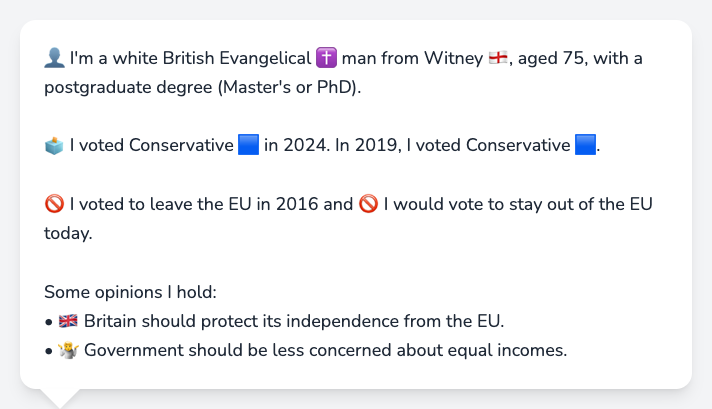 👤 I'm a white British Evangelical ✝️ man from Witney 🏴󠁧󠁢󠁥󠁮󠁧󠁿, aged 75, with a
postgraduate degree (Master's or PhD).
🗳️ I voted Conservative 🟦 in 2024. In 2019, I voted Conservative 🟦.
🚫 I voted to leave the EU in 2016 and 🚫 I would vote to stay out of the EU
today.
Some opinions I hold:
• 🇬🇧 Britain should protect its independence from the EU.
• 🤷 Government should be less concerned about equal incomes.